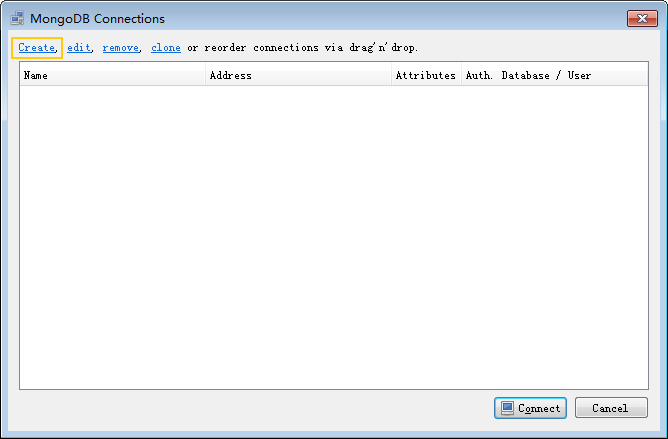 MongoDB Connections
Create, edit, remove, clone or reorder connections via drag'n'drop.
Name Address Attributes Auth. Database / User
Connect Cancel